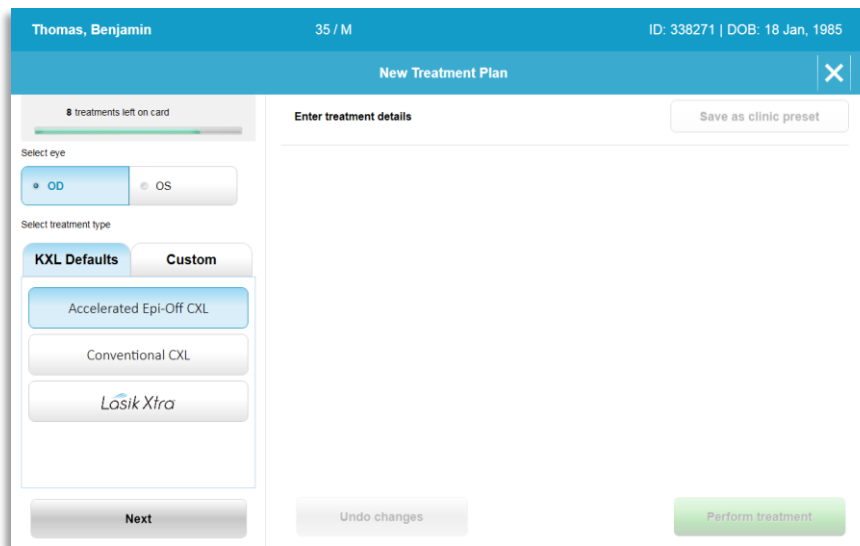 Thomas, Benjamin 35 / M ID: 338271 | DOB: 18 Jan, 1985
New Treatment Plan
8 treatments left on card
Select eye
OD OS
Select treatment type
KXL Defaults Custom
Accelerated Epi-Off CXL
Conventional CXL
Lasik Xtra
Next
Enter treatment details Save as clinic preset
Undo changes Perform treatment